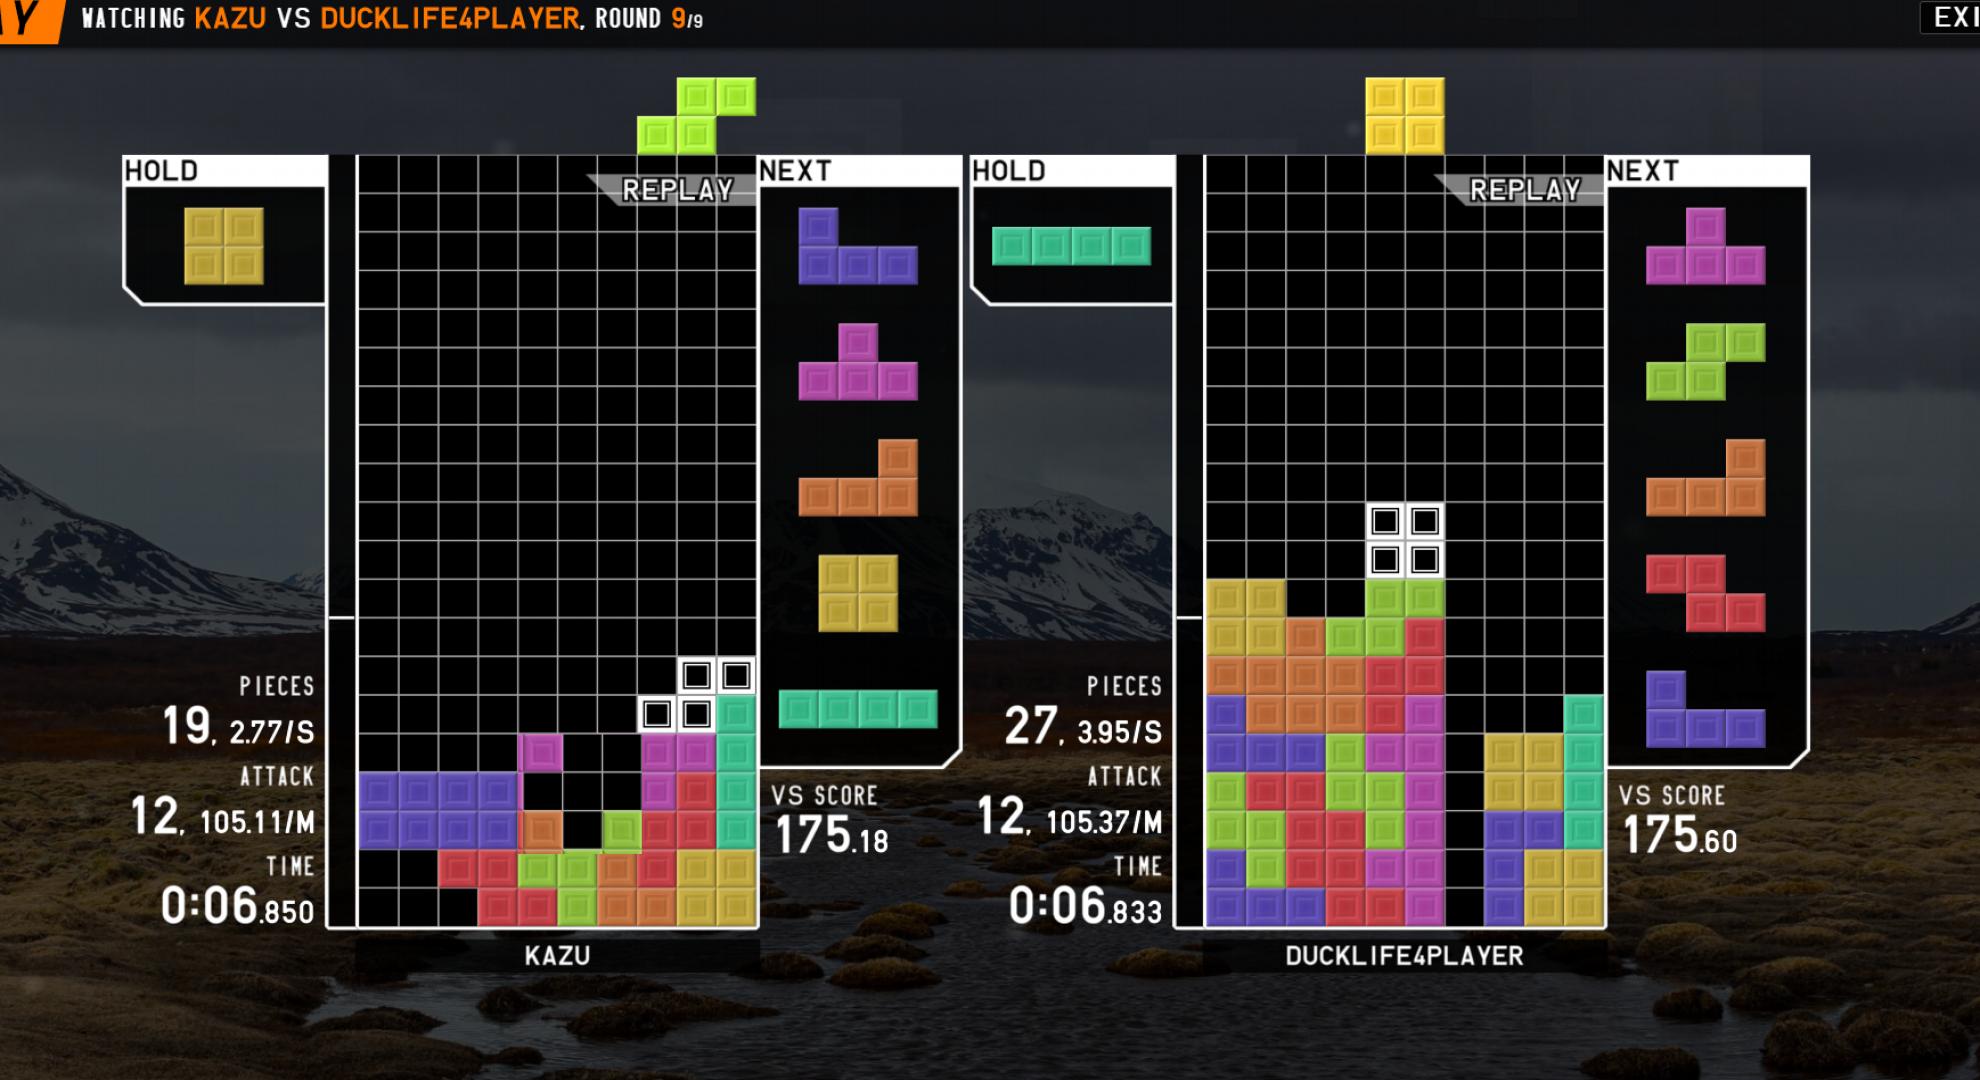 AY WATCHING KAZU VS DUCKLIFE4PLAYER, ROUND 9/9 EXI
HOLD
REPLAY
NEXT
PIECES
19, 2.77/S
ATTACK
12, 105.11/M
TIME
0:06.850
VS SCORE
175.18
KAZU
HOLD
REPLAY
NEXT
PIECES
27, 3.95/S
ATTACK
12, 105.37/M
TIME
0:06.833
VS SCORE
175.60
DUCKLIFE4PLAYER